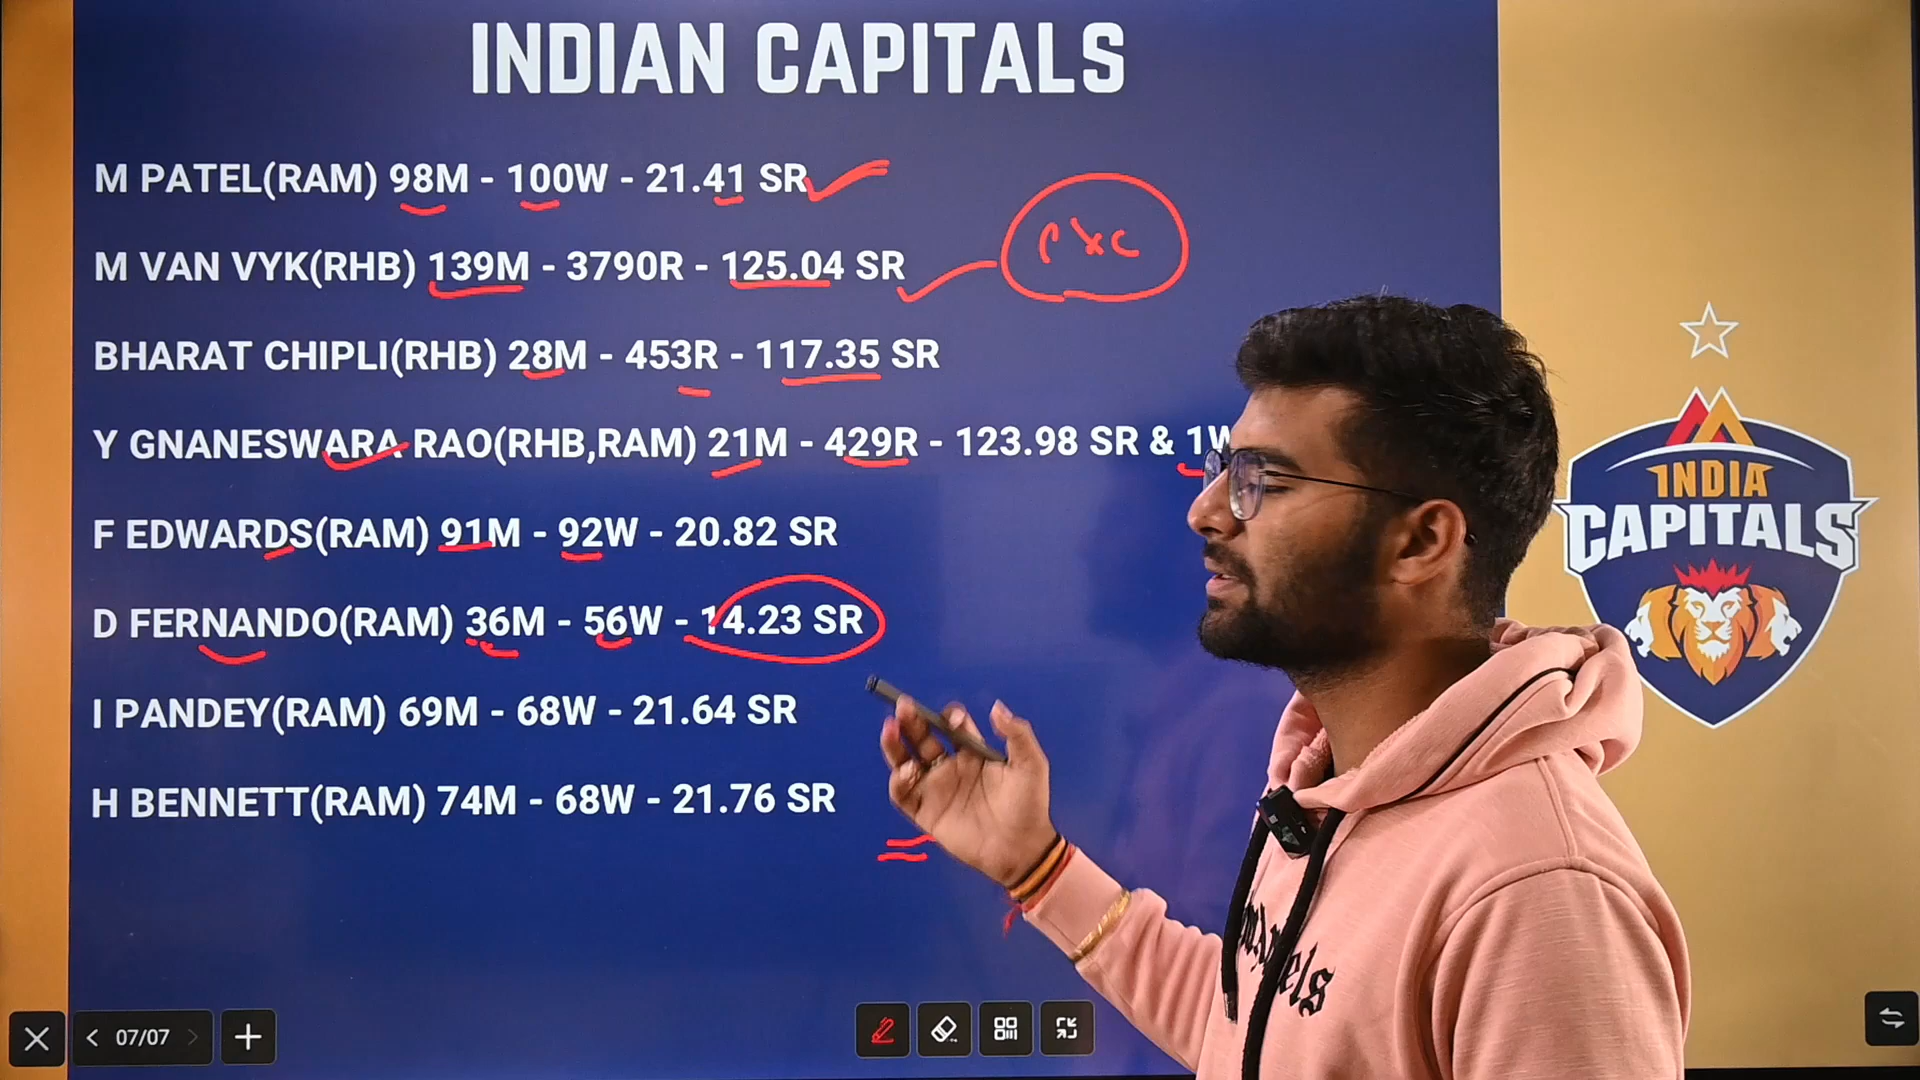 INDIAN CAPITALS
M PATEL(RAM) 98M - 100W - 21.41 SR
M VAN VYK(RHB) 139M - 3790R - 125.04 SR
BHARAT CHIPLI(RHB) 28M - 453R - 117.35 SR
Y GNANESWARA RAO(RHB,RAM) 21M - 429R - 123.98 SR & 1W
F EDWARDS(RAM) 91M - 92W - 20.82 SR
D FERNANDO(RAM) 36M - 56W - 14.23 SR
I PANDEY(RAM) 69M - 68W - 21.64 SR
H BENNETT(RAM) 74M - 68W - 21.76 SR
INDIA
CAPITALS
07/07